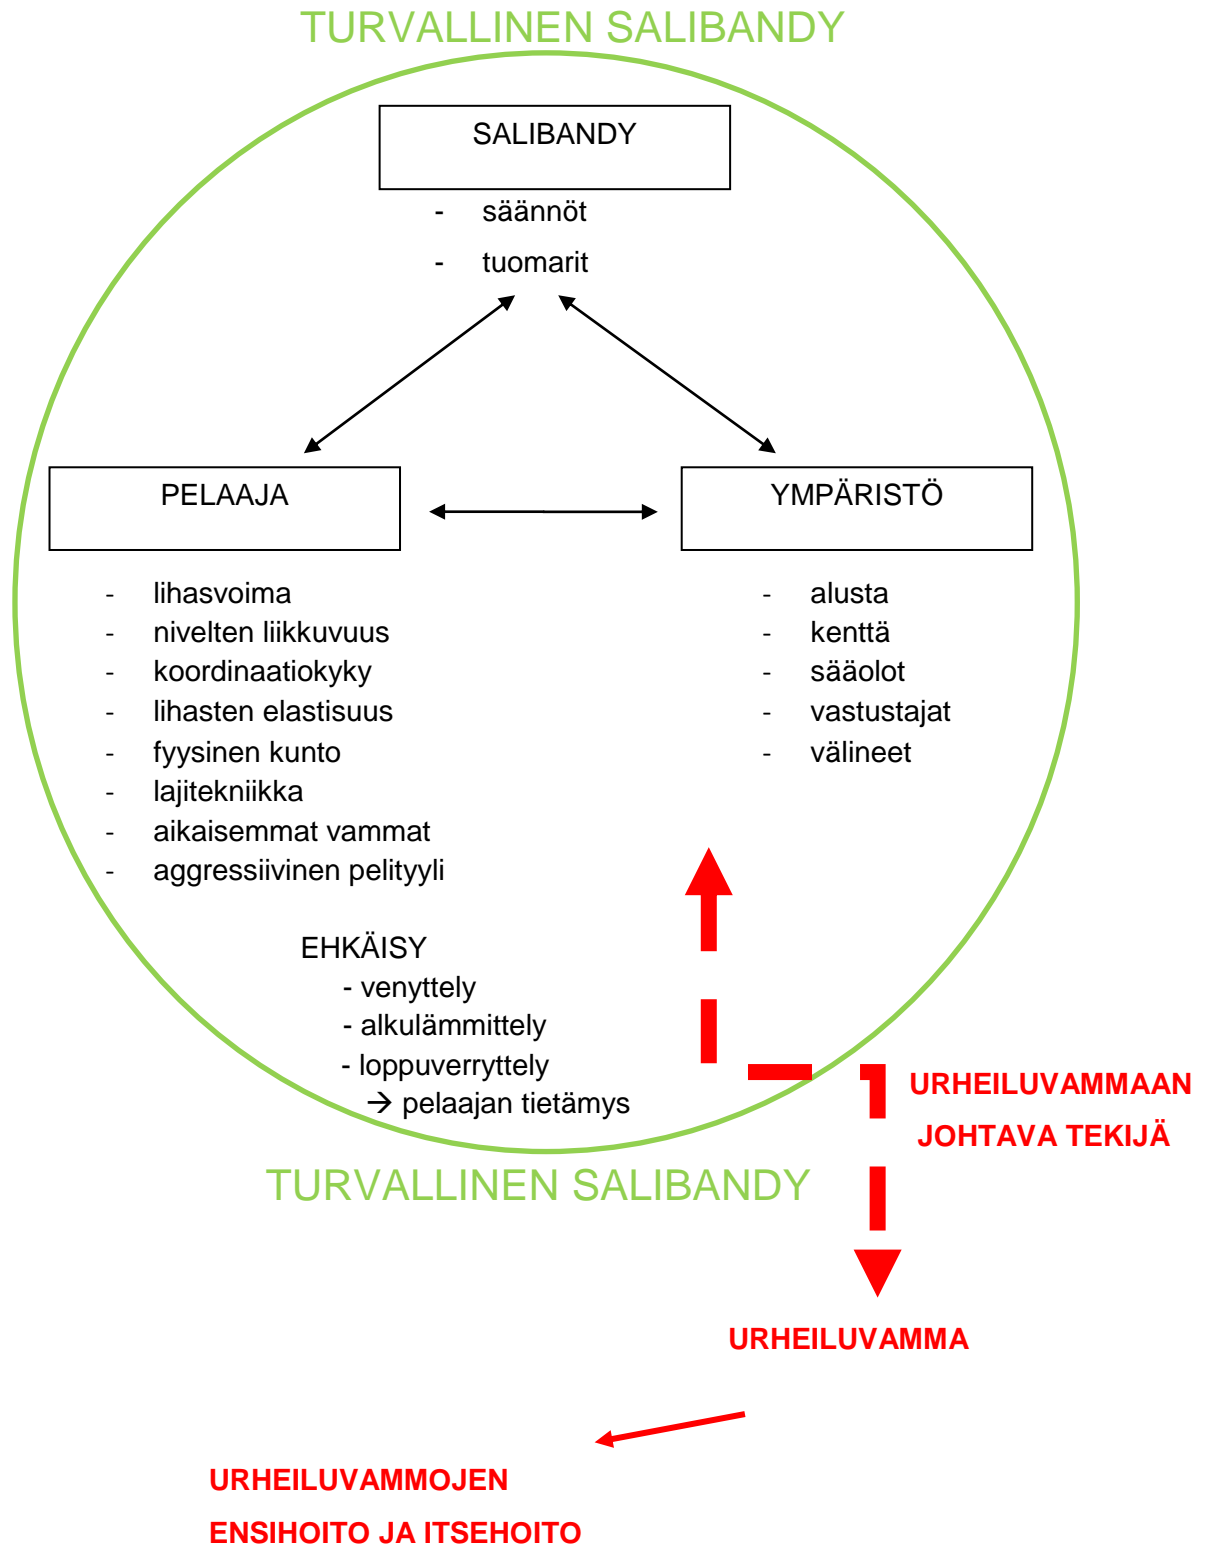 TURVALLINEN SALIBANDY
SALIBANDY
- säännöt
- tuomarit
PELAAJA
- lihasvoima
- nivelten liikkuvuus
- koordinaatiokyky
- lihasten elastisuus
- fyysinen kunto
- lajitekniikka
- aikaisemmat vammat
- aggressiivinen pelityyli
YMPÄRISTÖ
- alusta
- kenttä
- sääolot
- vastustajat
- välineet
EHKÄISY
- venyttely
- alkulämmittely
- loppuverryttely
→ pelaajan tietämys
TURVALLINEN SALIBANDY
URHEILUVAMMAAN
JOHTAVA TEKIJÄ
URHEILUVAMMA
URHEILUVAMMOJEN
ENSIHOITO JA ITSEHOITO